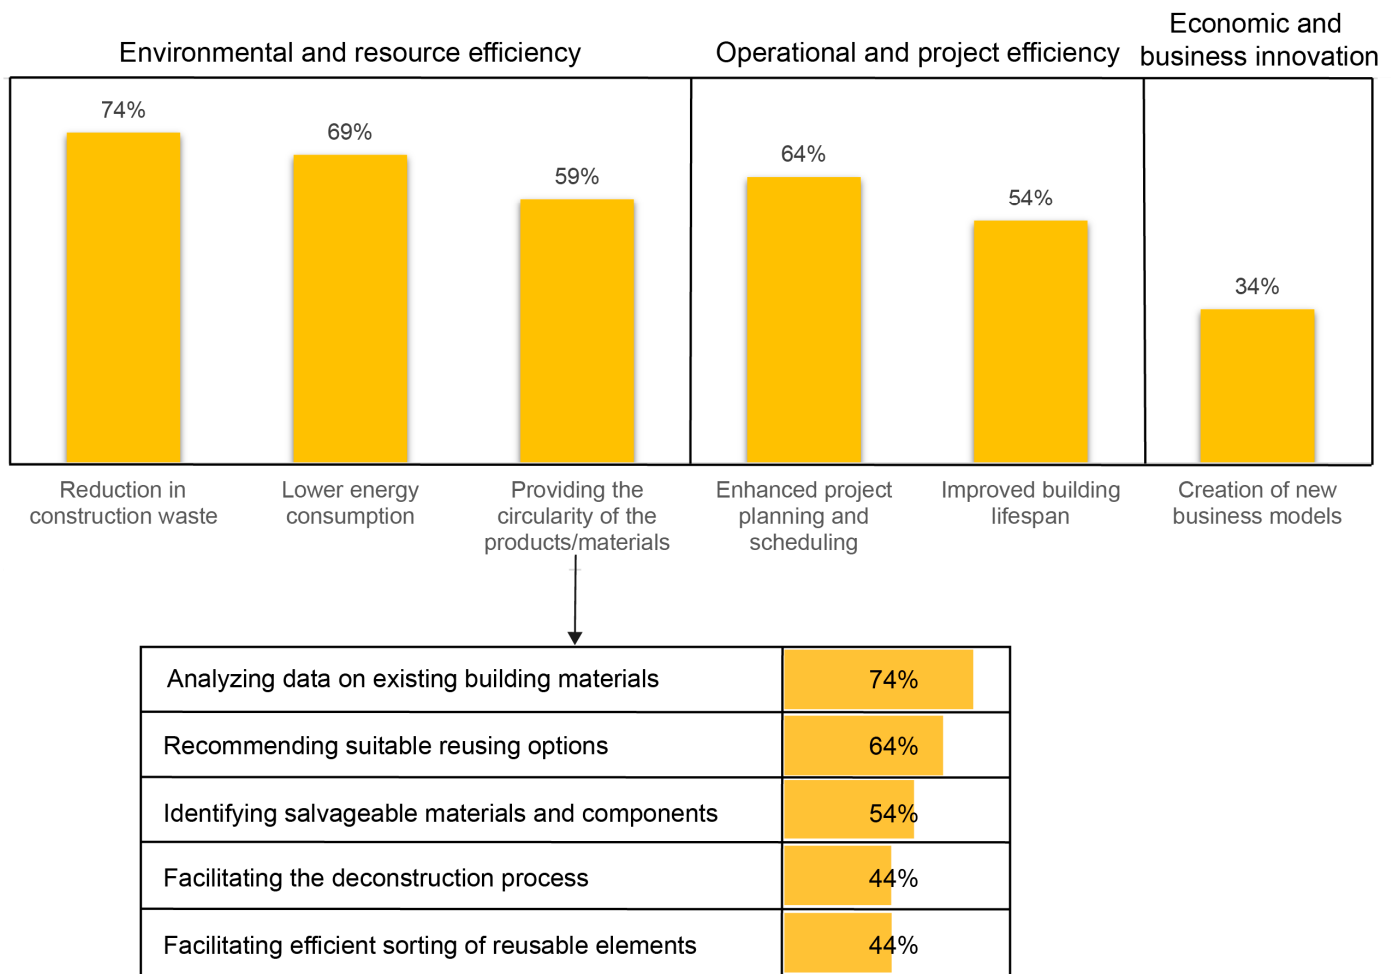 Environmental and resource efficiency
Operational and project efficiency
Economic and
business innovation
74%
69%
59%
64%
54%
34%
Reduction in
construction waste
Lower energy
consumption
Providing the
circularity of the
products/materials
Enhanced project
planning and
scheduling
Improved building
lifespan
Creation of new
business models
Analyzing data on existing building materials 74%
Recommending suitable reusing options 64%
Identifying salvageable materials and components 54%
Facilitating the deconstruction process 44%
Facilitating efficient sorting of reusable elements 44%